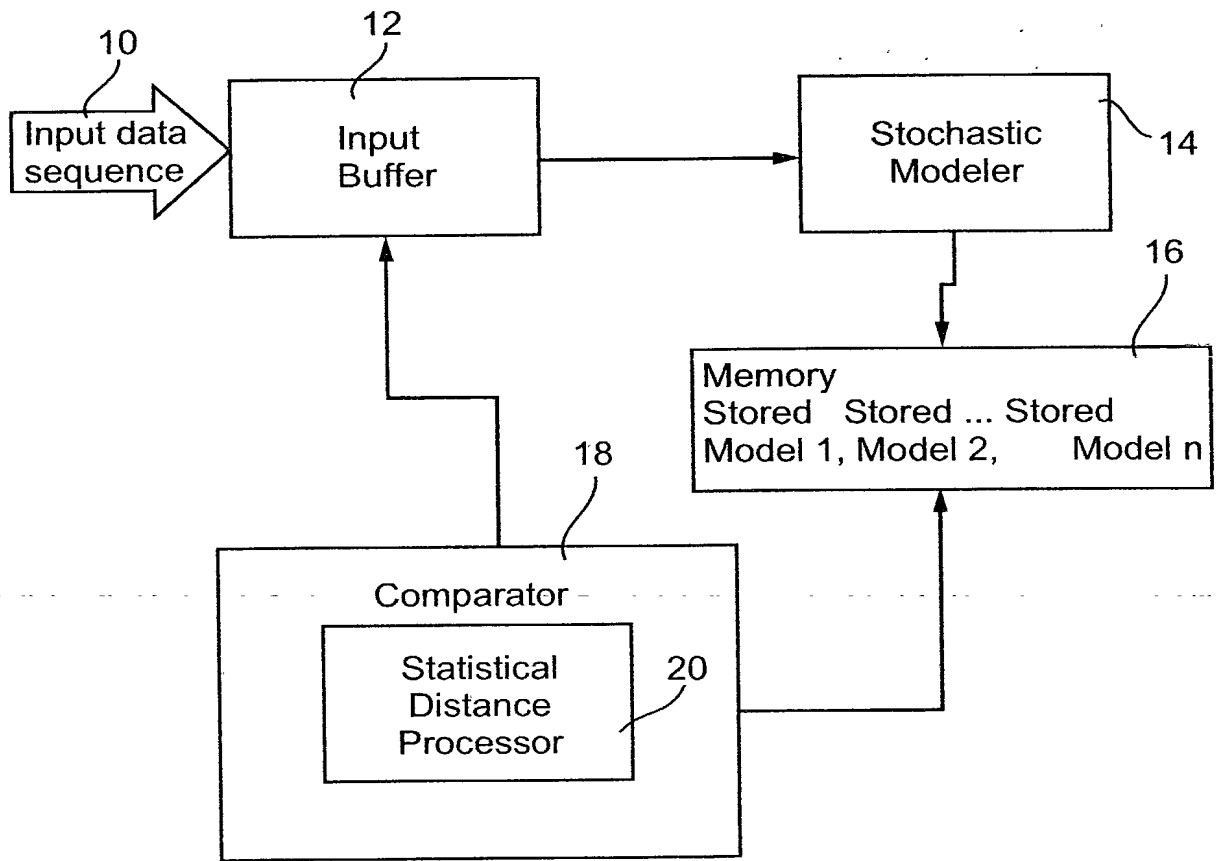 10
12
Input data
sequence
Input
Buffer
Stochastic
Modeler
14
16
Memory
Stored Stored ... Stored
Model 1, Model 2, Model n
18
Comparator
Statistical
Distance
Processor
20